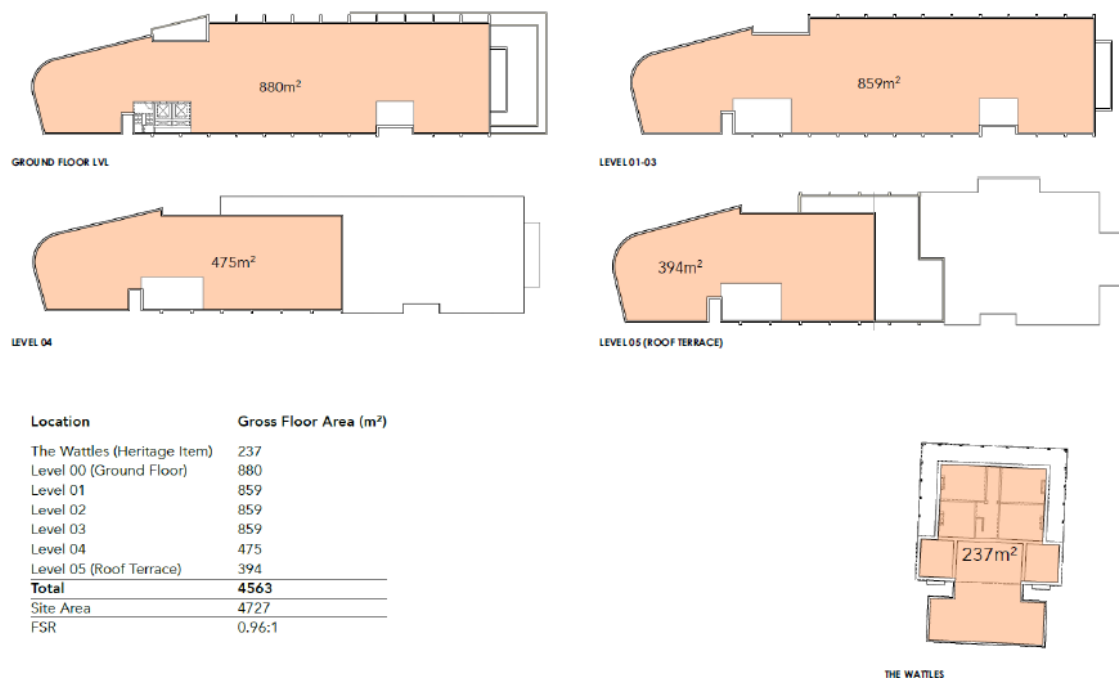 880m²
859m²
GROUND FLOOR LVL
LEVEL 01-03
475m²
394m²
LEVEL 04
LEVEL 05 (ROOF TERRACE)
Location Gross Floor Area (m²)
The Wattles (Heritage Item) 237
Level 00 (Ground Floor) 880
Level 01 859
Level 02 859
Level 03 859
Level 04 475
Level 05 (Roof Terrace) 394
Total 4563
Site Area 4727
FSR 0.96:1
237m²
THE WATTLES